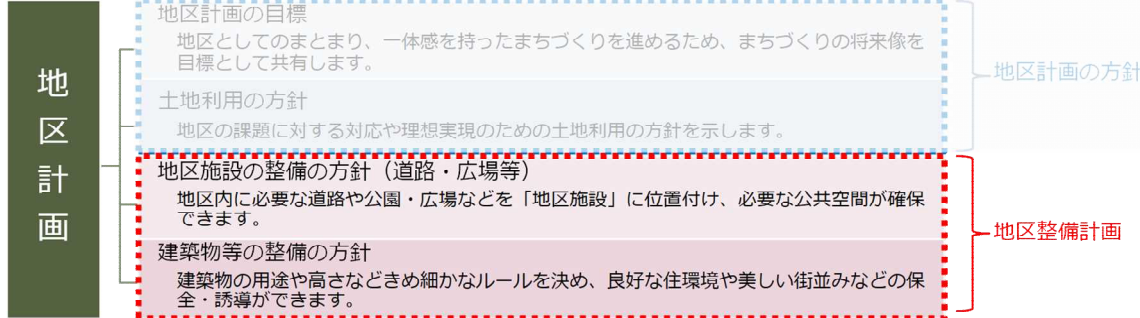 地区計画
地区計画の目標
地区としてのまとまり、一体感を持ったまちづくりを進めるため、まちづくりの将来像を
目標として共有します。
土地利用の方針
地区の課題に対する対応や理想実現のための土地利用の方針を示します。
地区計画の方針
地区施設の整備の方針（道路・広場等）
地区内に必要な道路や公園・広場などを「地区施設」に位置付け、必要な公共空間が確保
できます。
建築物等の整備の方針
建築物の用途や高さなどきめ細かなルールを決め、良好な住環境や美しい街並みなどの保
全・誘導ができます。
地区整備計画